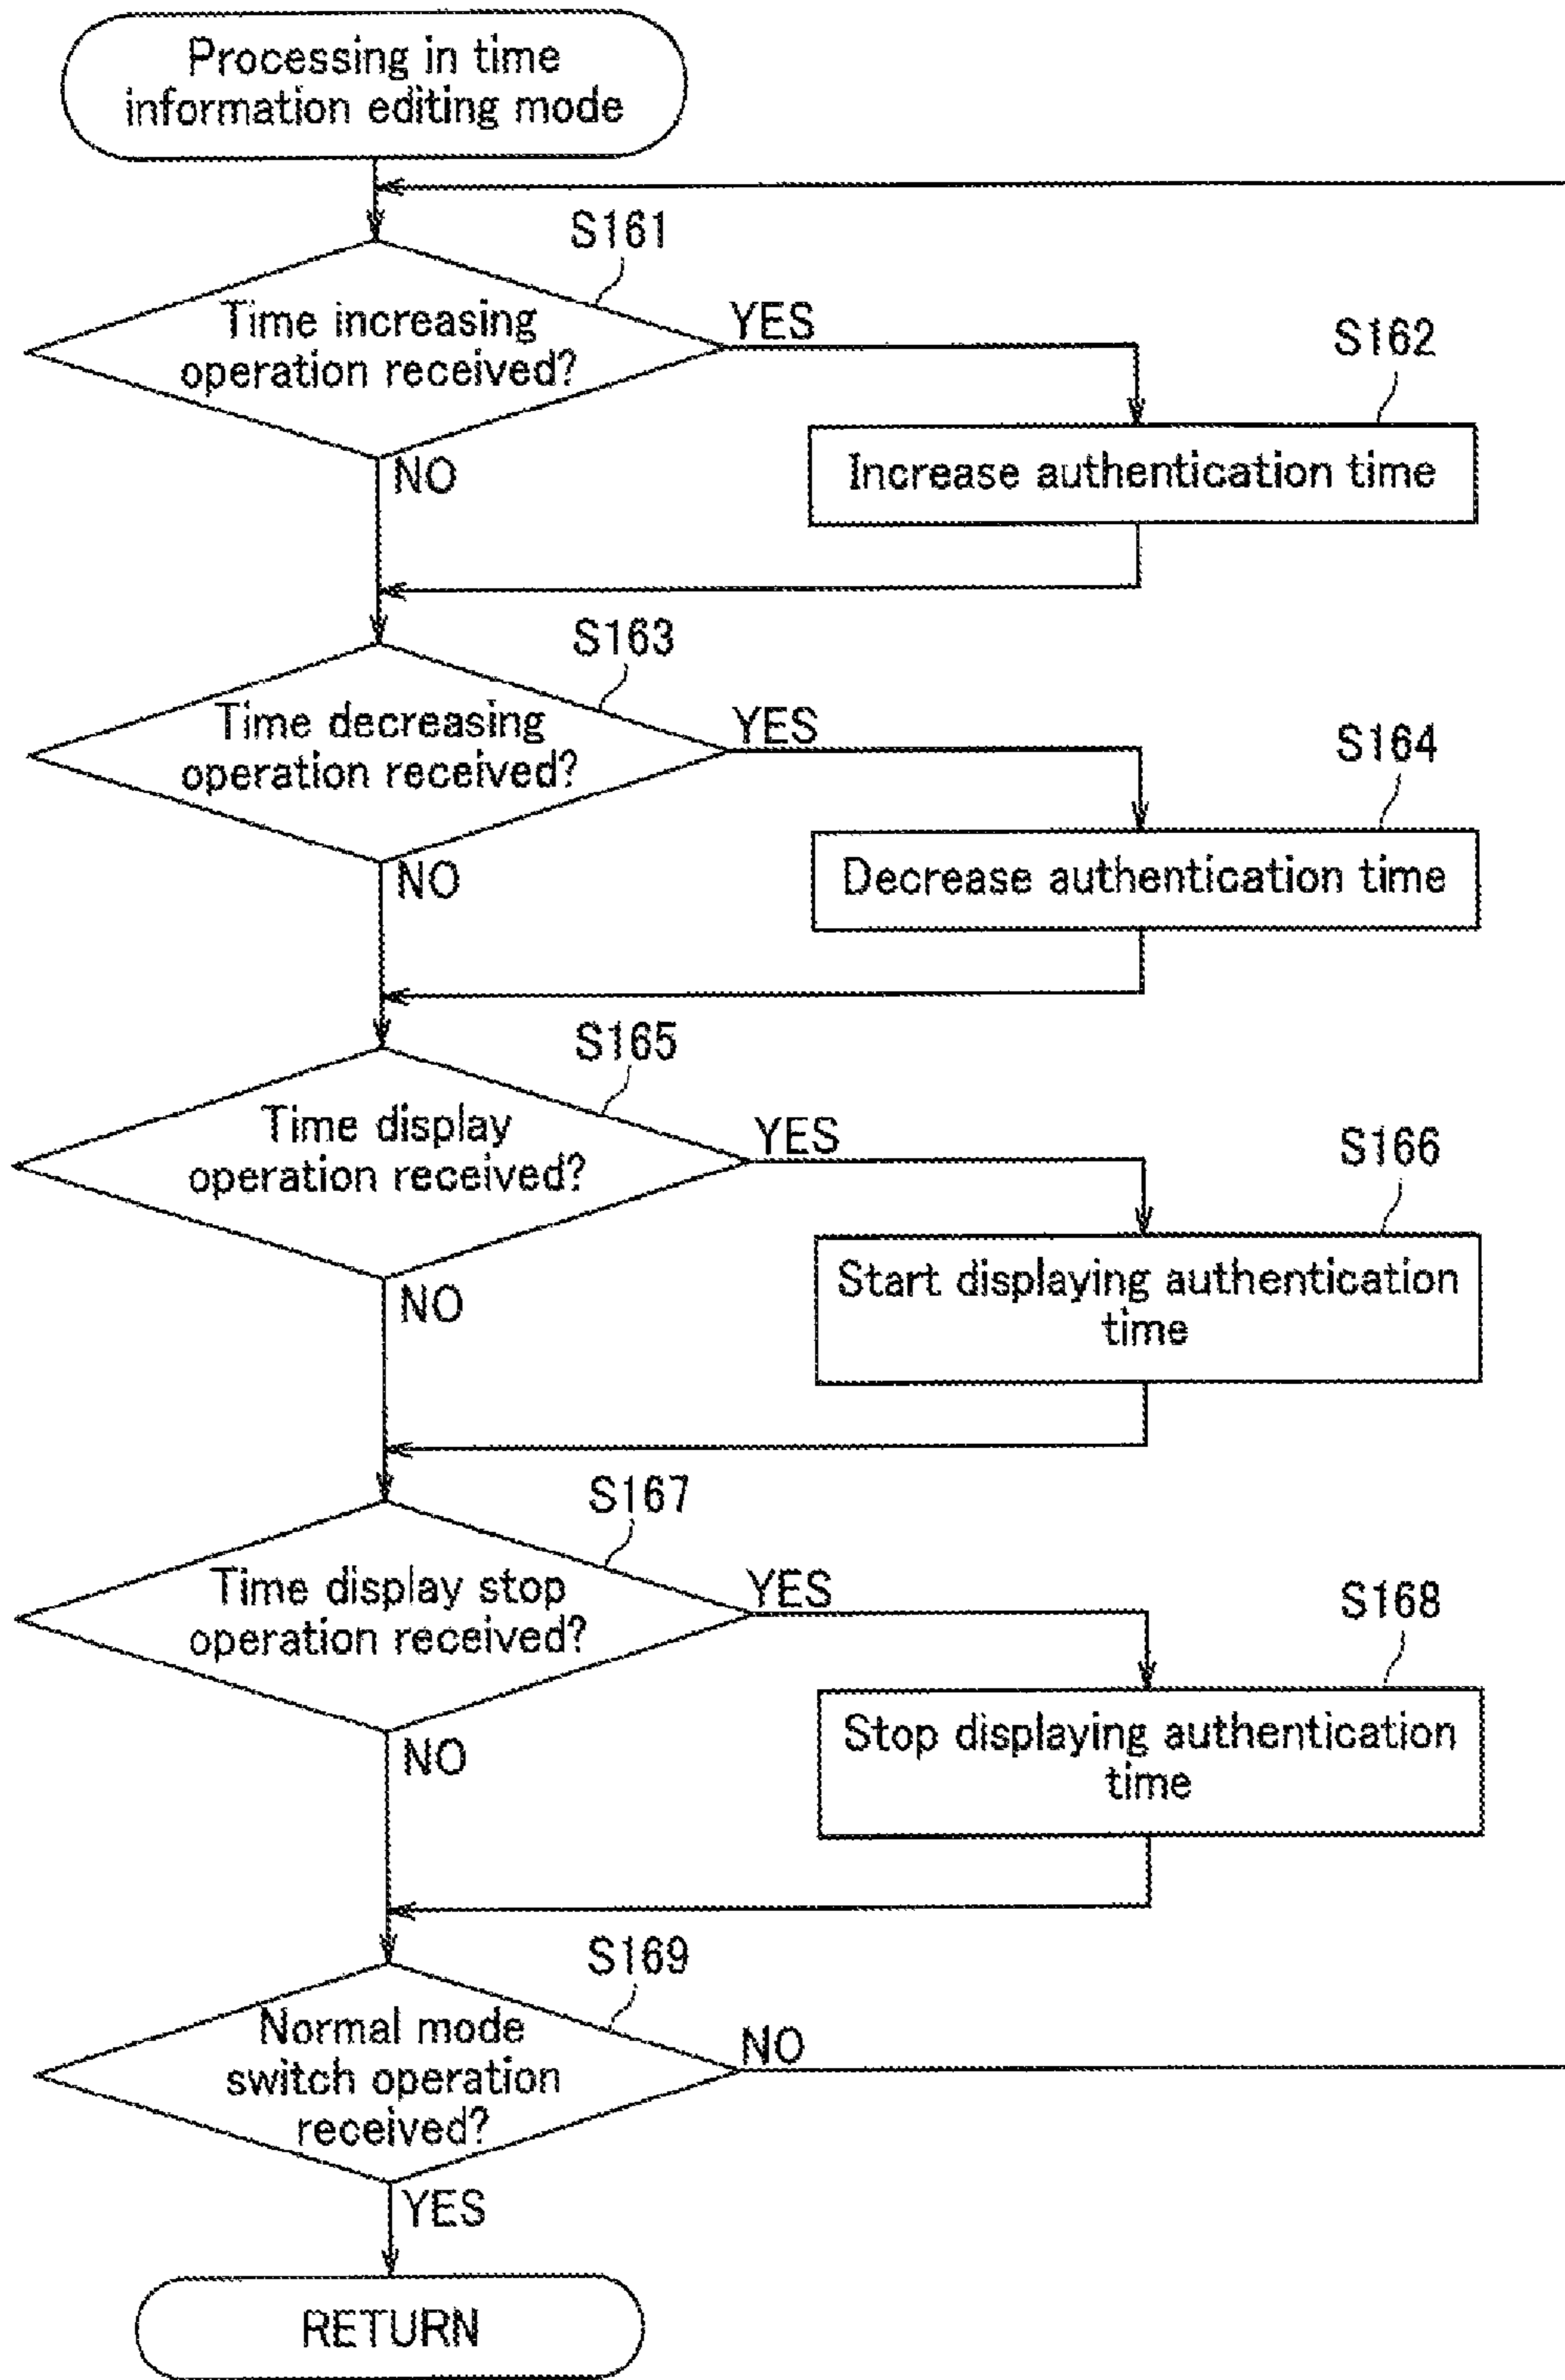 Processing in time
information editing mode
S161
Time increasing
operation received?
YES
NO
S162
Increase authentication time
S163
Time decreasing
operation received?
YES
NO
S164
Decrease authentication time
S165
Time display
operation received?
YES
NO
S166
Start displaying authentication
time
S167
Time display stop
operation received?
YES
NO
S168
Stop displaying authentication
time
S169
Normal mode
switch operation
received?
NO
YES
RETURN